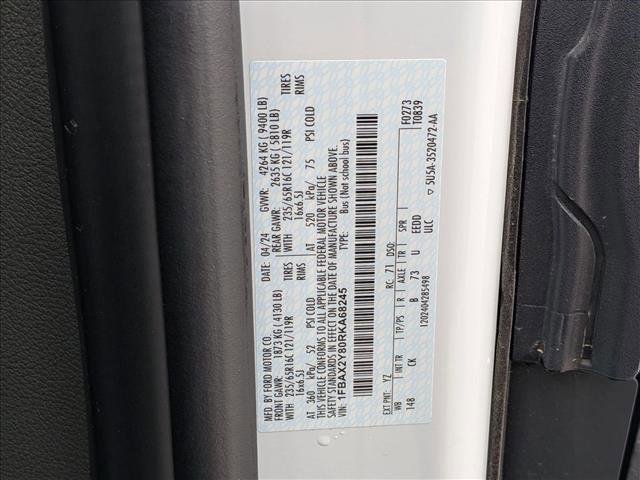 MFD. BY FORD MOTOR CO. DATE: 04/24 GVWR: 4264 KG ( 9400 LB)
FRONT GAWR: 1873 KG ( 4130 LB) REAR GAWR: 2635 KG ( 5810 LB)
WITH 235/65R16C 121/119R TIRES WITH 235/65R16C 121/119R TIRES
16x6.5J RIMS 16x6.5J RIMS
AT 360 kPa/ 52 PSI COLD AT 520 kPa/ 75 PSI COLD
THIS VEHICLE CONFORMS TO ALL APPLICABLE FEDERAL MOTOR VEHICLE
SAFETY STANDARDS IN EFFECT ON THE DATE OF MANUFACTURE SHOWN ABOVE.
VIN: 1FBAX2Y80RKA68245 TYPE: Bus (Not school bus)
F0273
T0839
EXT PNT: YZ RC: 71 DSO:
WB INT TR TP/PS R AXLE TR SPR
148 CK B 73 U EEDD
ULC
1202404285498
▽ 5U5A-3520472-AA